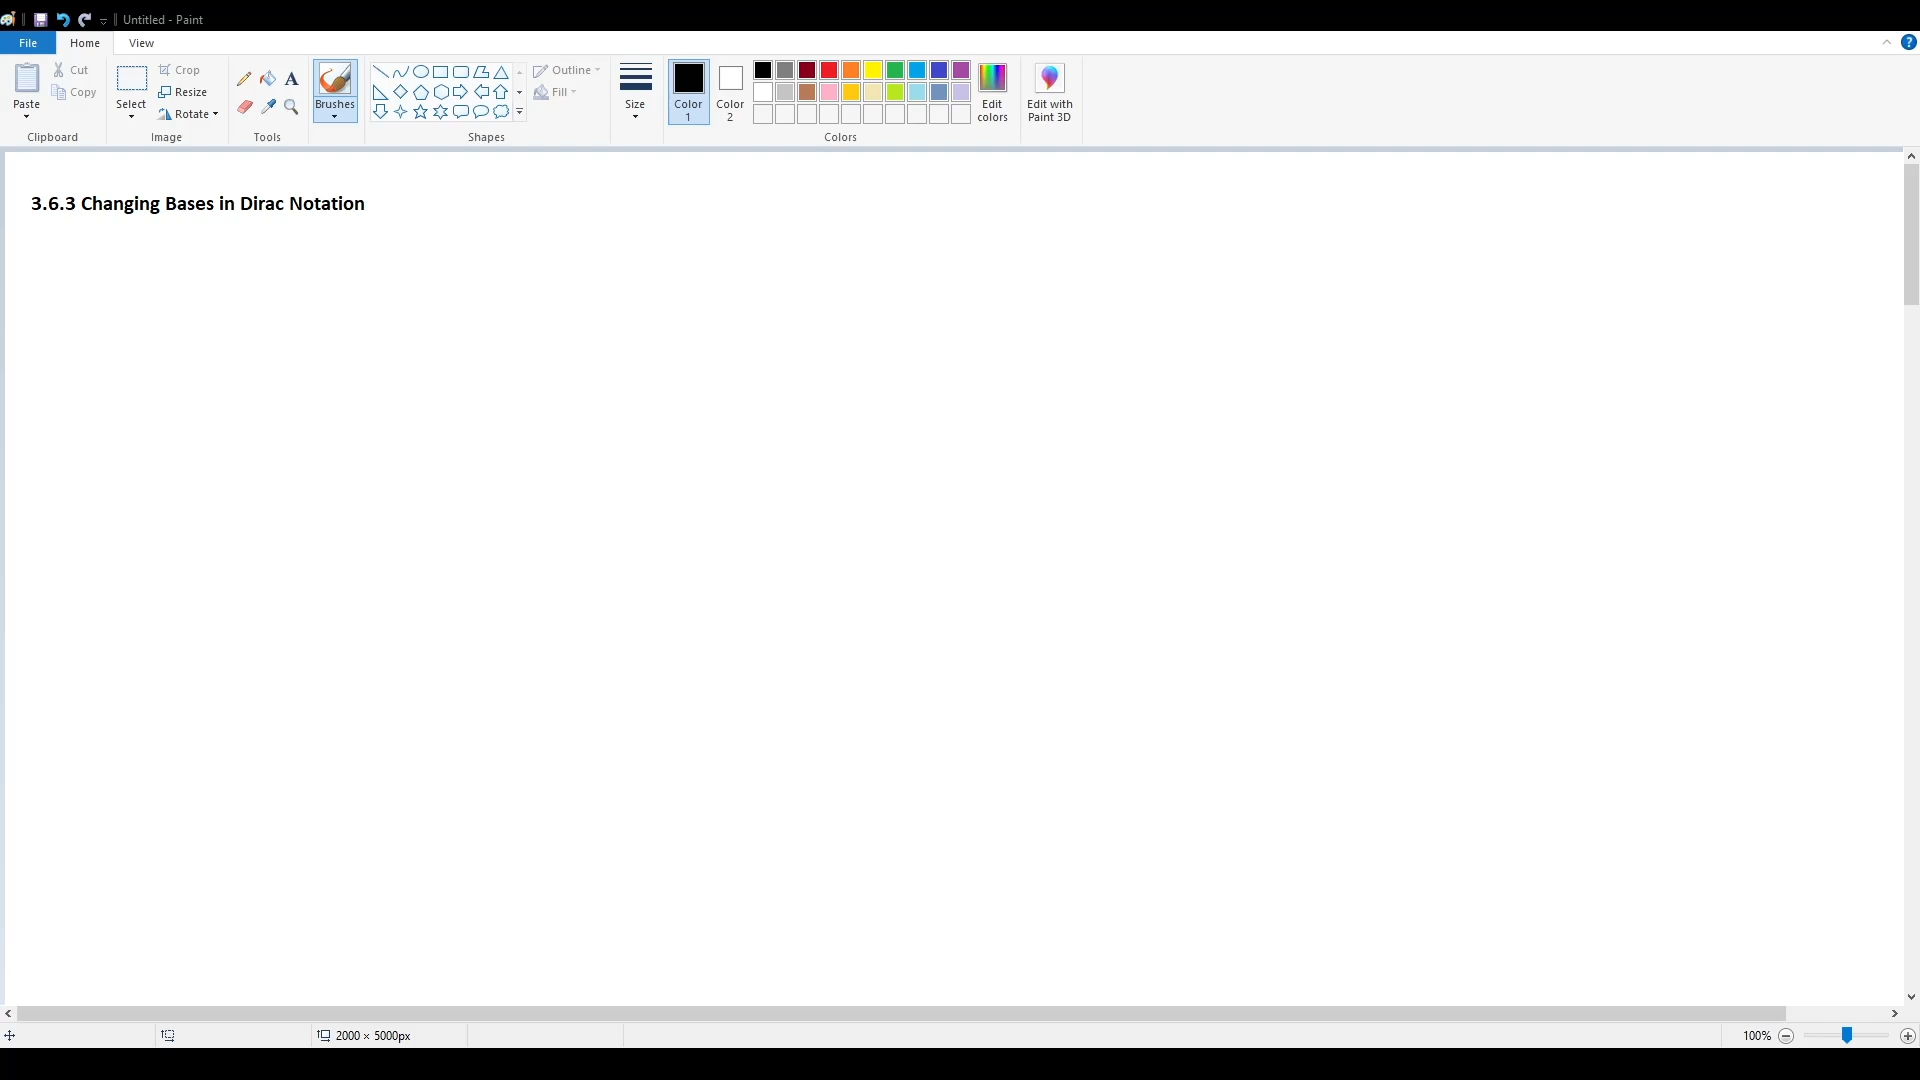 Untitled - Paint
File Home View
Paste
Cut
Copy
Clipboard
Select
Crop
Resize
Rotate
Image
A
Tools
Brushes
Shapes
Outline
Fill
Size
Color 1
Color 2
Colors
Edit colors
Edit with Paint 3D
?
3.6.3 Changing Bases in Dirac Notation
2000 × 5000px
100%